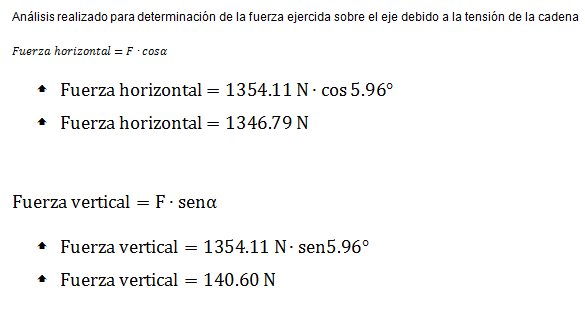 Análisis realizado para determinación de la fuerza ejercida sobre el eje debido a la tensión de la cadena
Fuerza horizontal = F · cosα
Fuerza horizontal = 1354.11 N · cos 5.96°
Fuerza horizontal = 1346.79 N
Fuerza vertical = F · senα
Fuerza vertical = 1354.11 N · sen5.96°
Fuerza vertical = 140.60 N